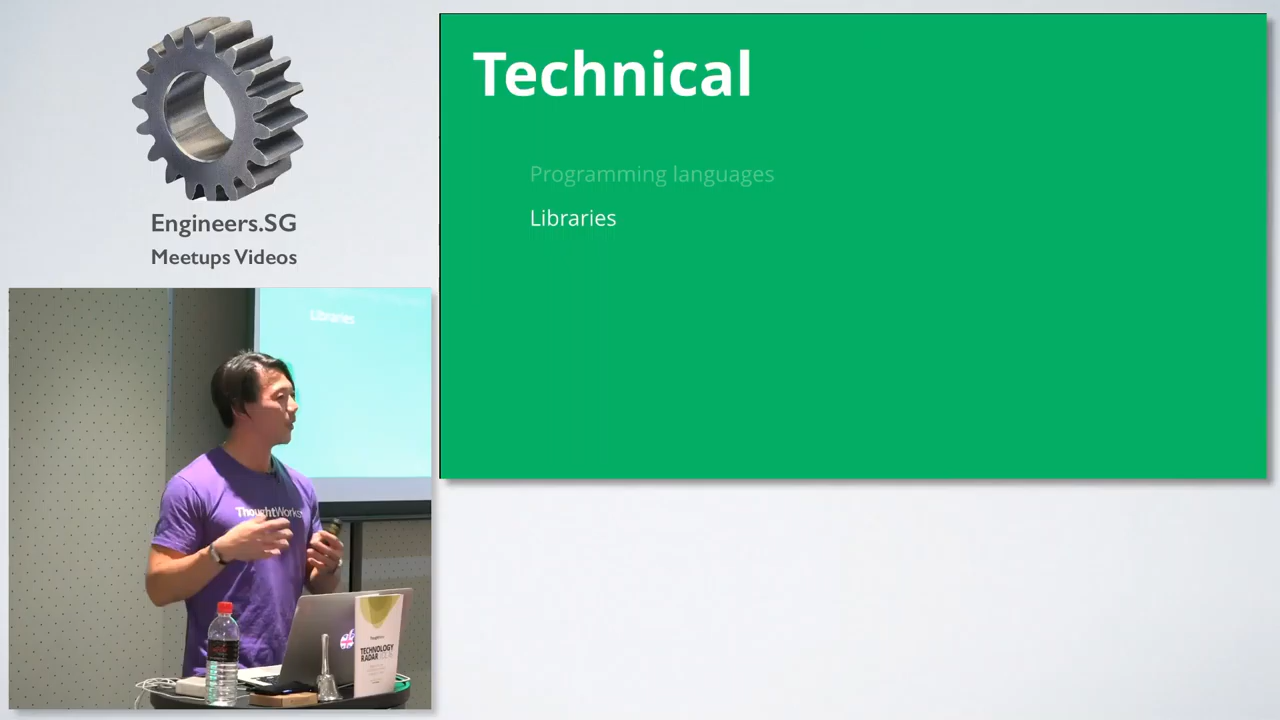 Engineers.SG
Meetups Videos
Technical
Programming languages
Libraries
Libraries
ThoughtWorks
TECHNOLOGY
RADAR